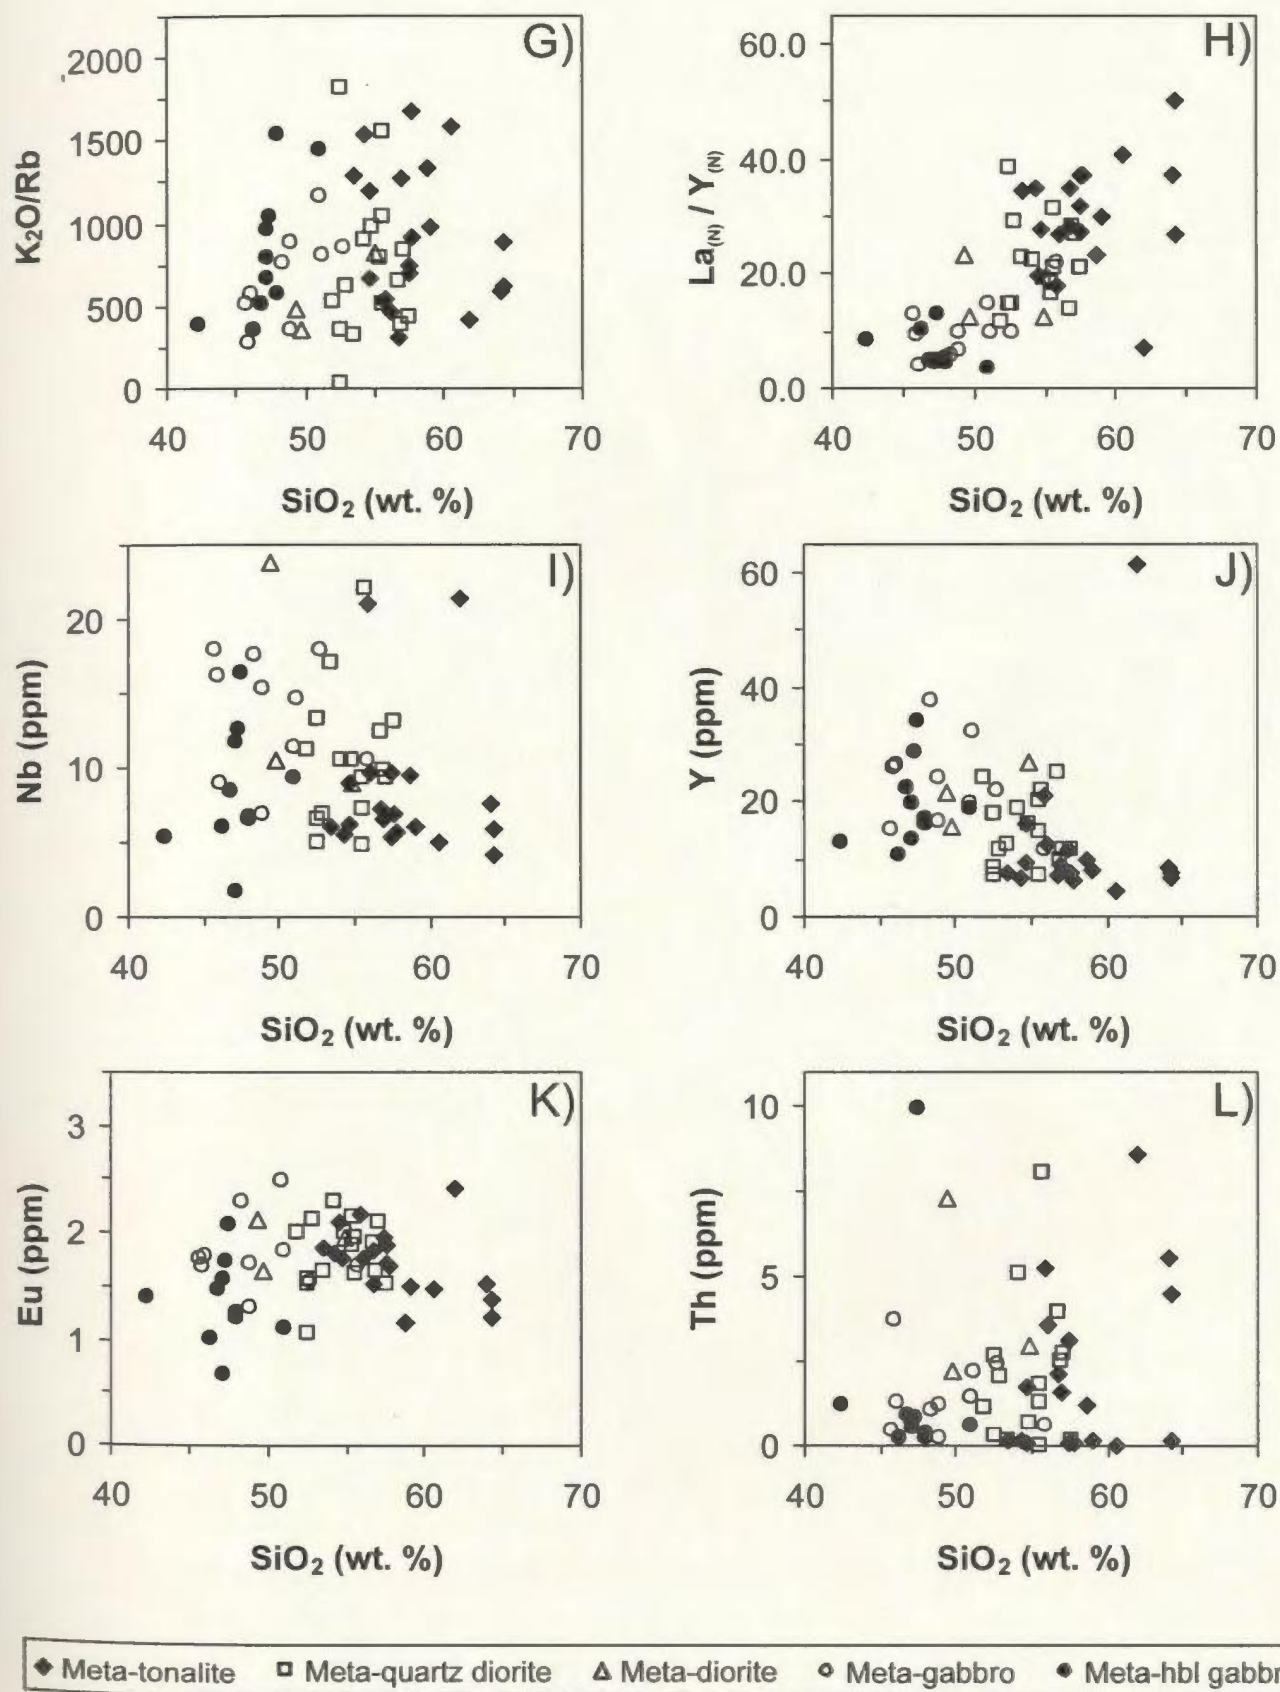 G)
2000
1500
1000
500
0
K₂O/Rb
40 50 60 70
SiO₂ (wt. %)
H)
60.0
40.0
20.0
0.0
La(N) / Y(N)
40 50 60 70
SiO₂ (wt. %)
I)
20
10
0
Nb (ppm)
40 50 60 70
SiO₂ (wt. %)
J)
60
40
20
0
Y (ppm)
40 50 60 70
SiO₂ (wt. %)
K)
3
2
1
0
Eu (ppm)
40 50 60 70
SiO₂ (wt. %)
L)
10
5
0
Th (ppm)
40 50 60 70
SiO₂ (wt. %)
Meta-tonalite Meta-quartz diorite Meta-diorite Meta-gabbro Meta-hbl gabbr